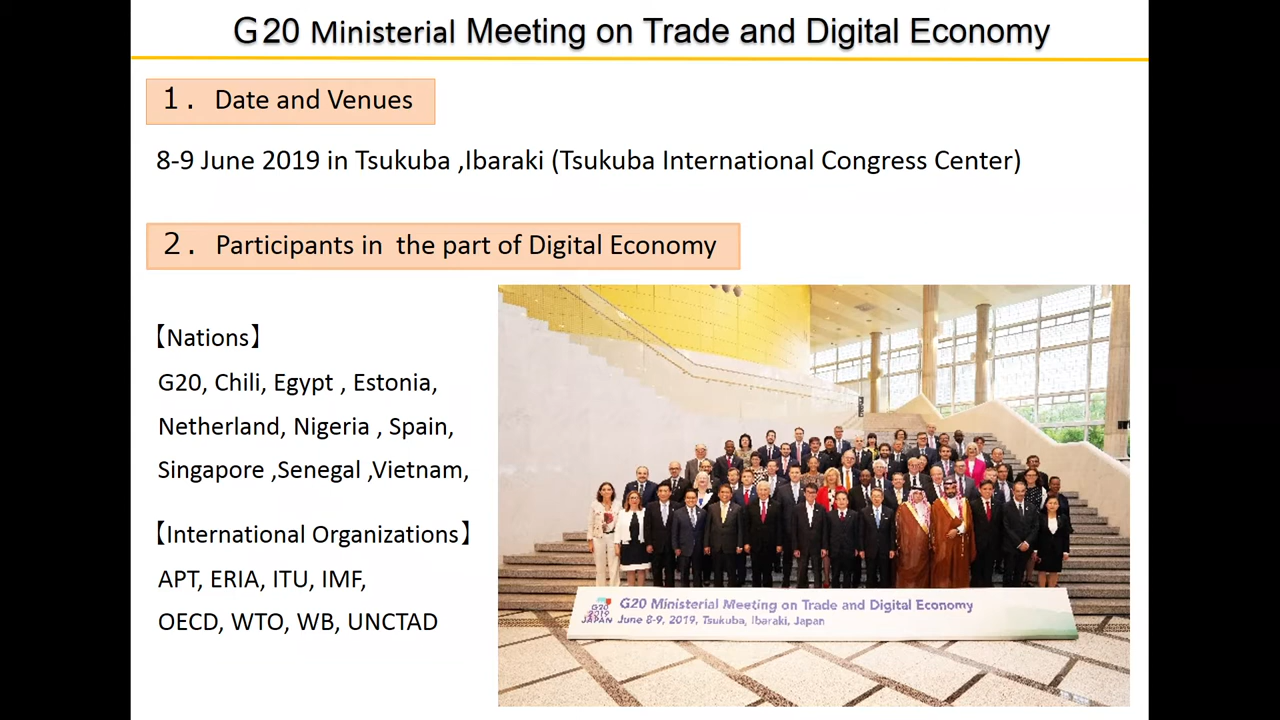 G20 Ministerial Meeting on Trade and Digital Economy
１． Date and Venues
8-9 June 2019 in Tsukuba ,Ibaraki (Tsukuba International Congress Center)
２． Participants in the part of Digital Economy
【Nations】
G20, Chili, Egypt , Estonia,
Netherland, Nigeria , Spain,
Singapore ,Senegal ,Vietnam,
【International Organizations】
APT, ERIA, ITU, IMF,
OECD, WTO, WB, UNCTAD
G20
2019
JAPAN
G20 Ministerial Meeting on Trade and Digital Economy
June 8-9, 2019, Tsukuba, Ibaraki, Japan